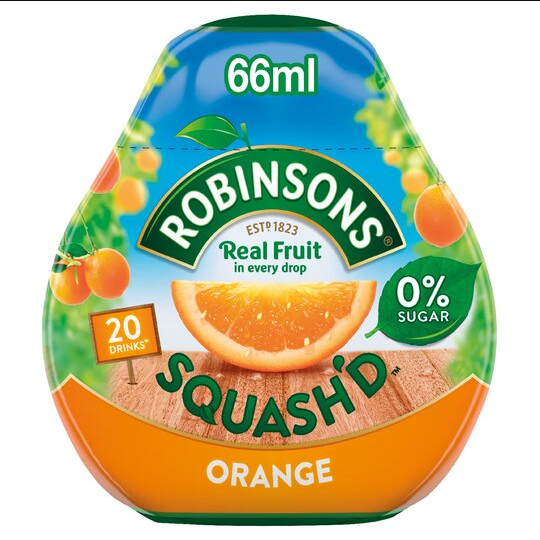 66ml
ROBINSONS®
ESTD 1823
Real Fruit
in every drop
0%
SUGAR
20
DRINKS*
SQUASH'D™
ORANGE